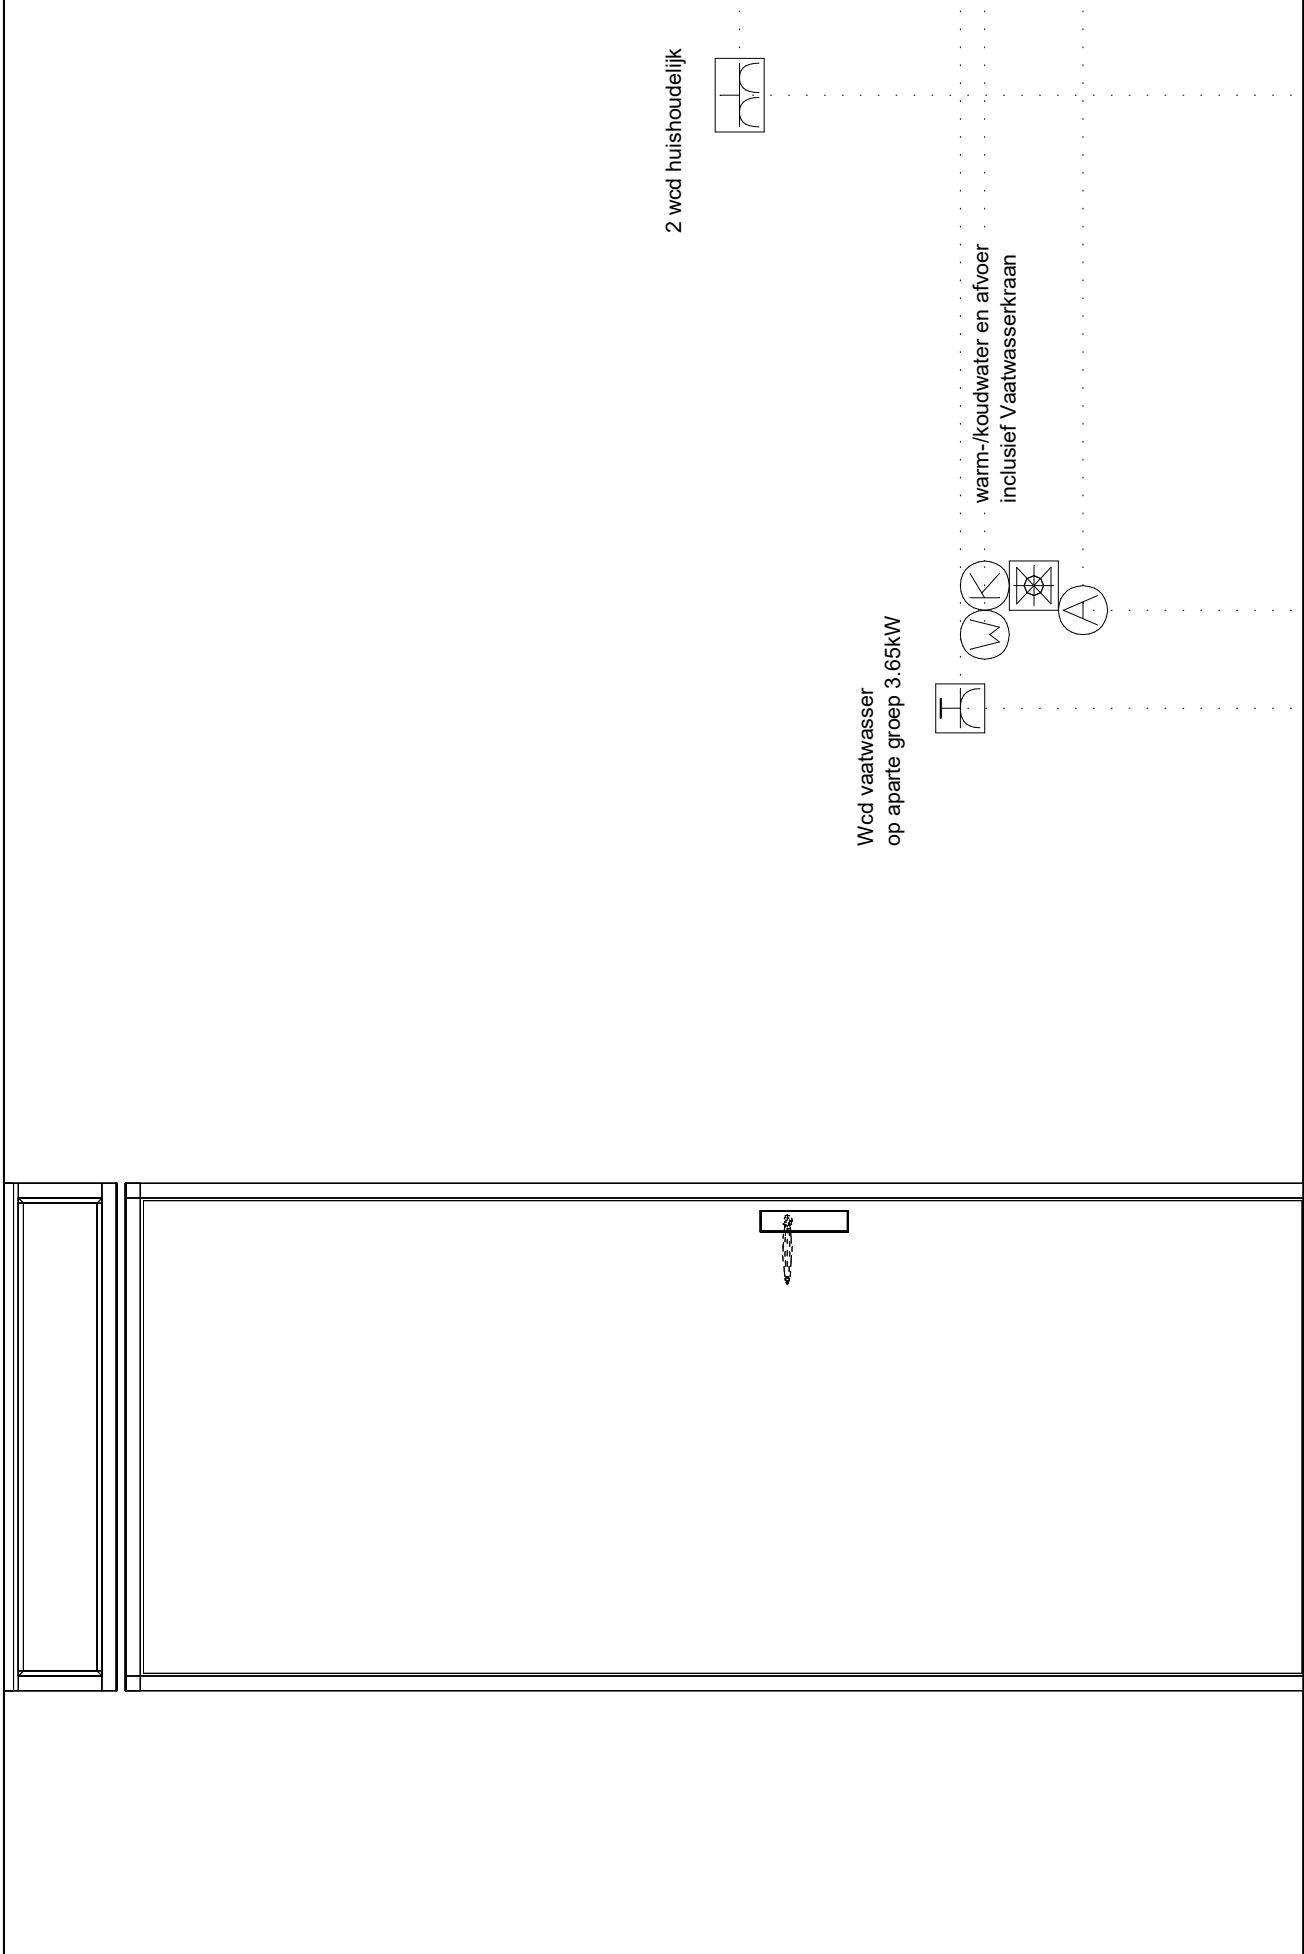 2 wcd huishoudelijk
Wcd vaatwasser
op aparte groep 3.65kW
W K
A
warm-/koudwater en afvoer
inclusief Vaatwasserkraan